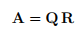 A = Q R